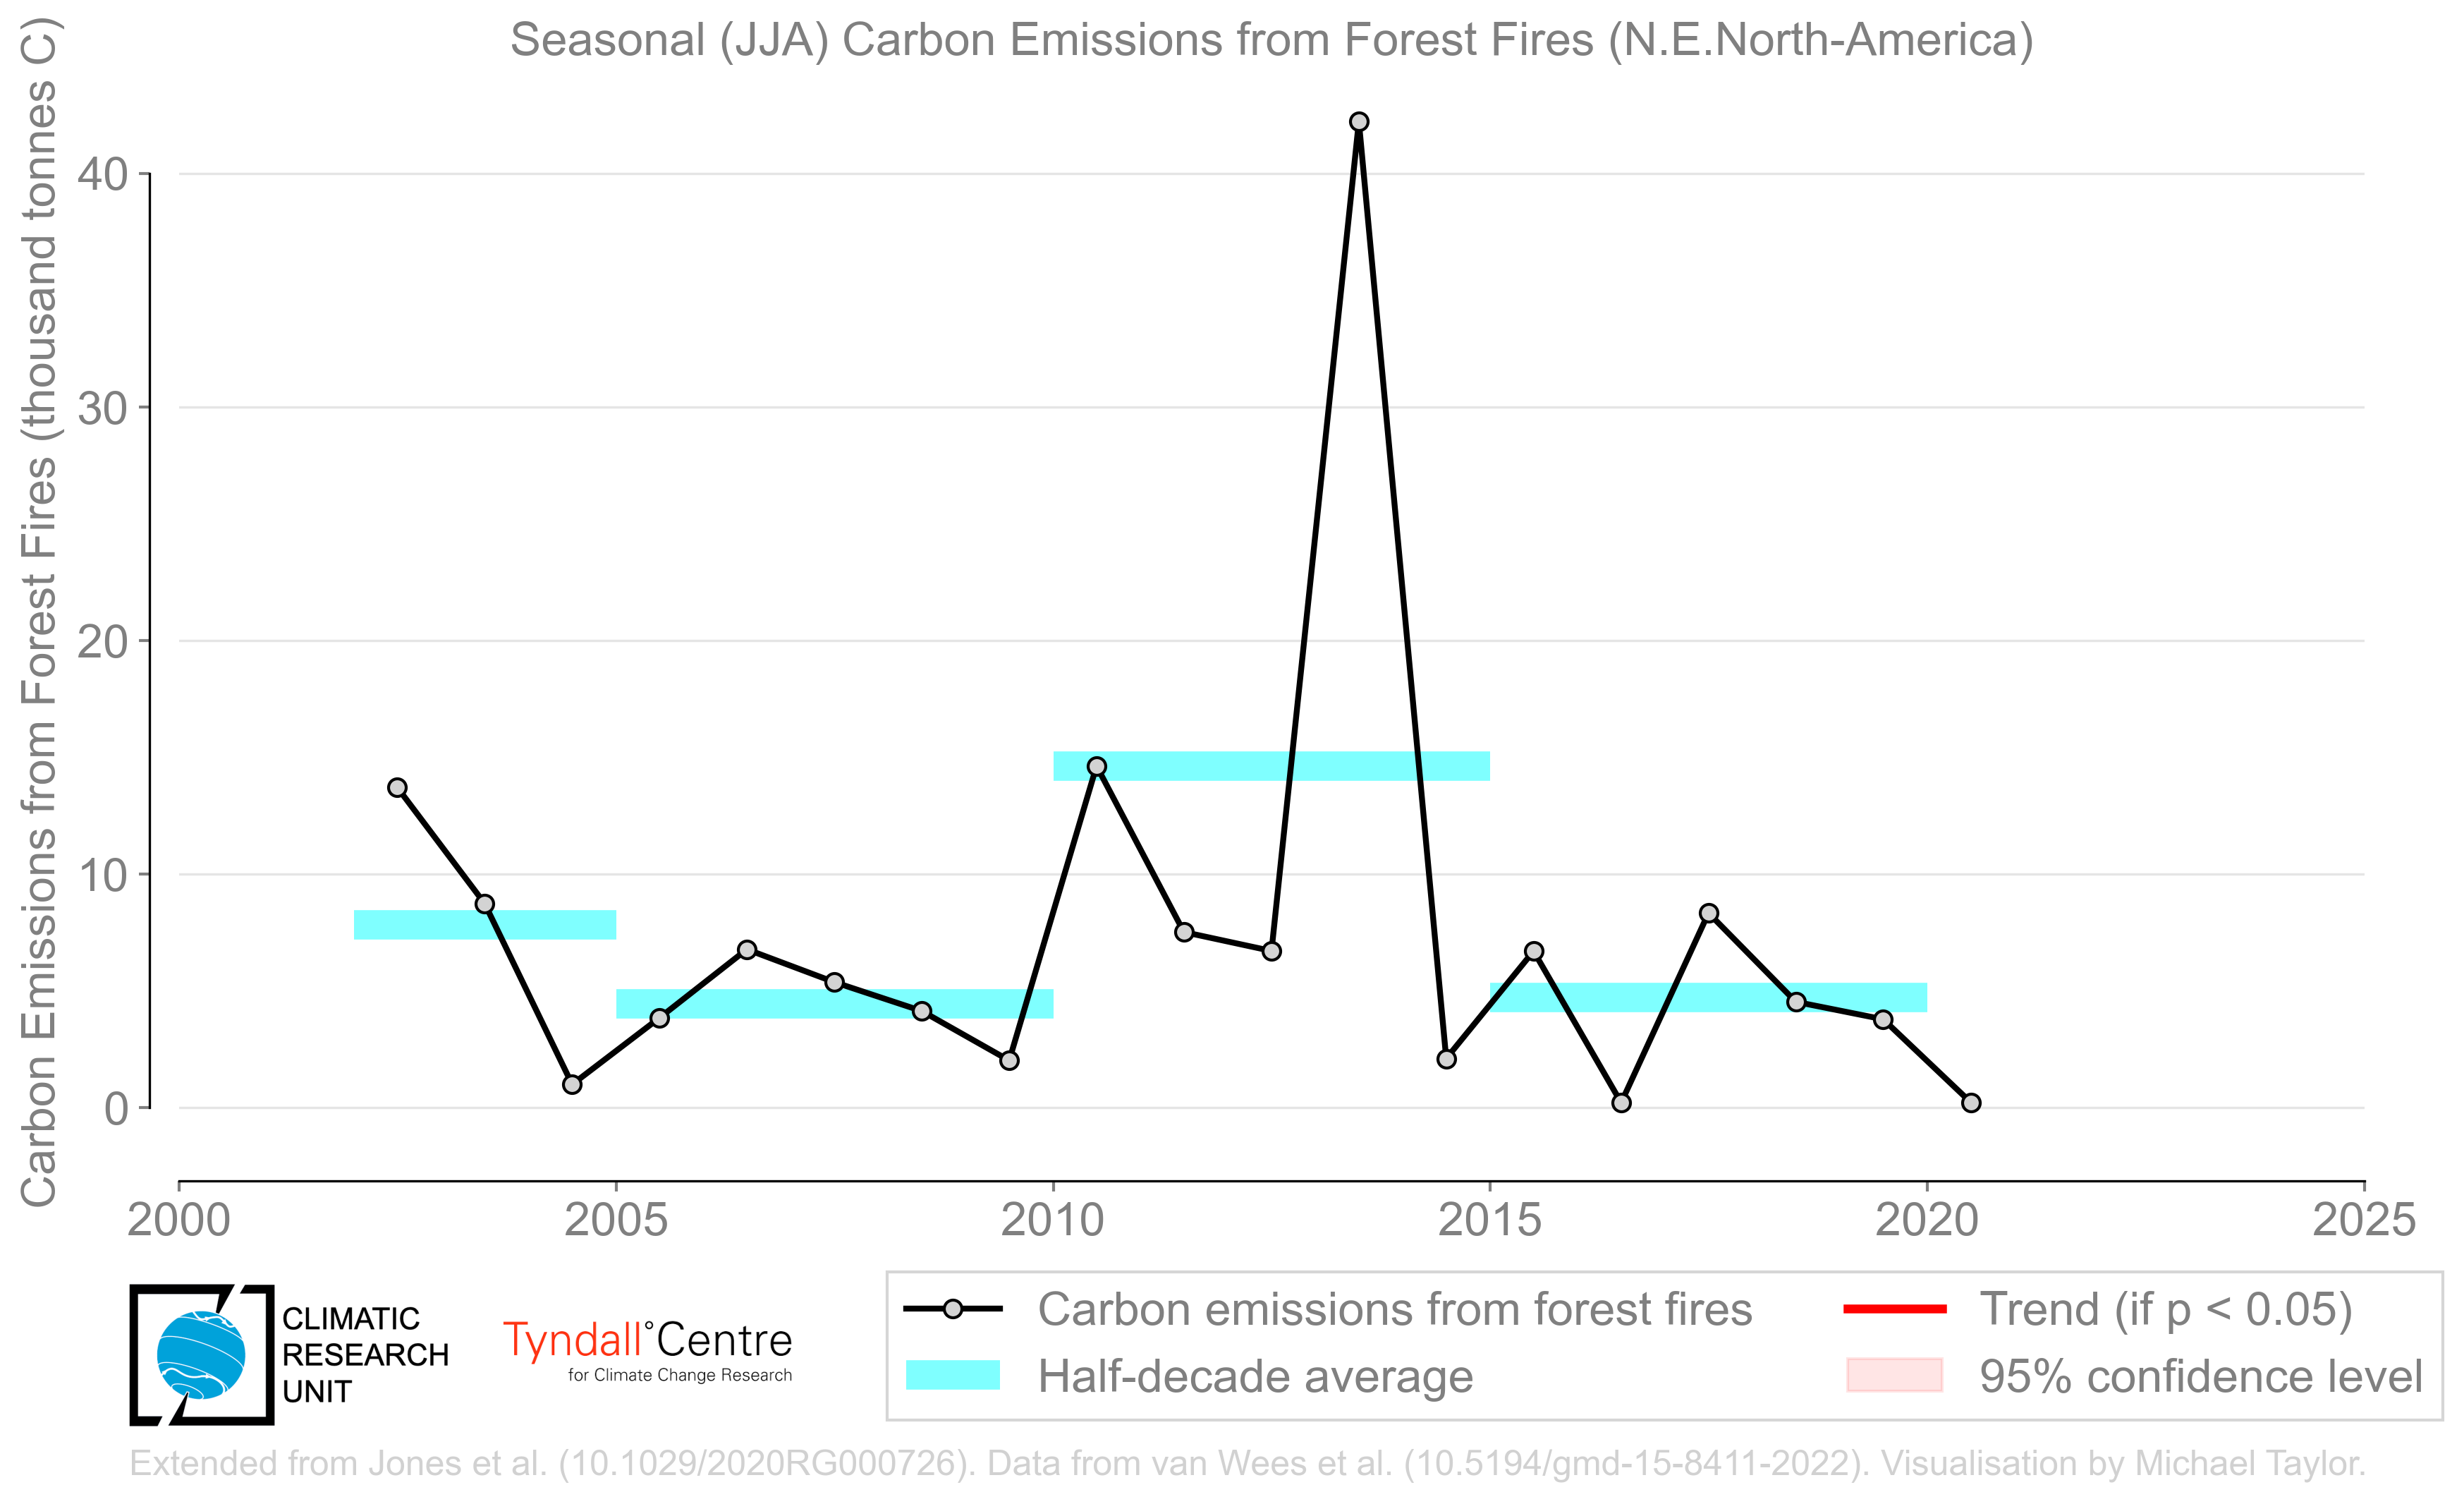 Seasonal (JJA) Carbon Emissions from Forest Fires (N.E.North-America)
Carbon Emissions from Forest Fires (thousand tonnes C)
40
30
20
10
0
2000
2005
2010
2015
2020
2025
CLIMATIC
RESEARCH
UNIT
Tyndall°Centre
for Climate Change Research
Carbon emissions from forest fires
Half-decade average
Trend (if p < 0.05)
95% confidence level
Extended from Jones et al. (10.1029/2020RG000726). Data from van Wees et al. (10.5194/gmd-15-8411-2022). Visualisation by Michael Taylor.